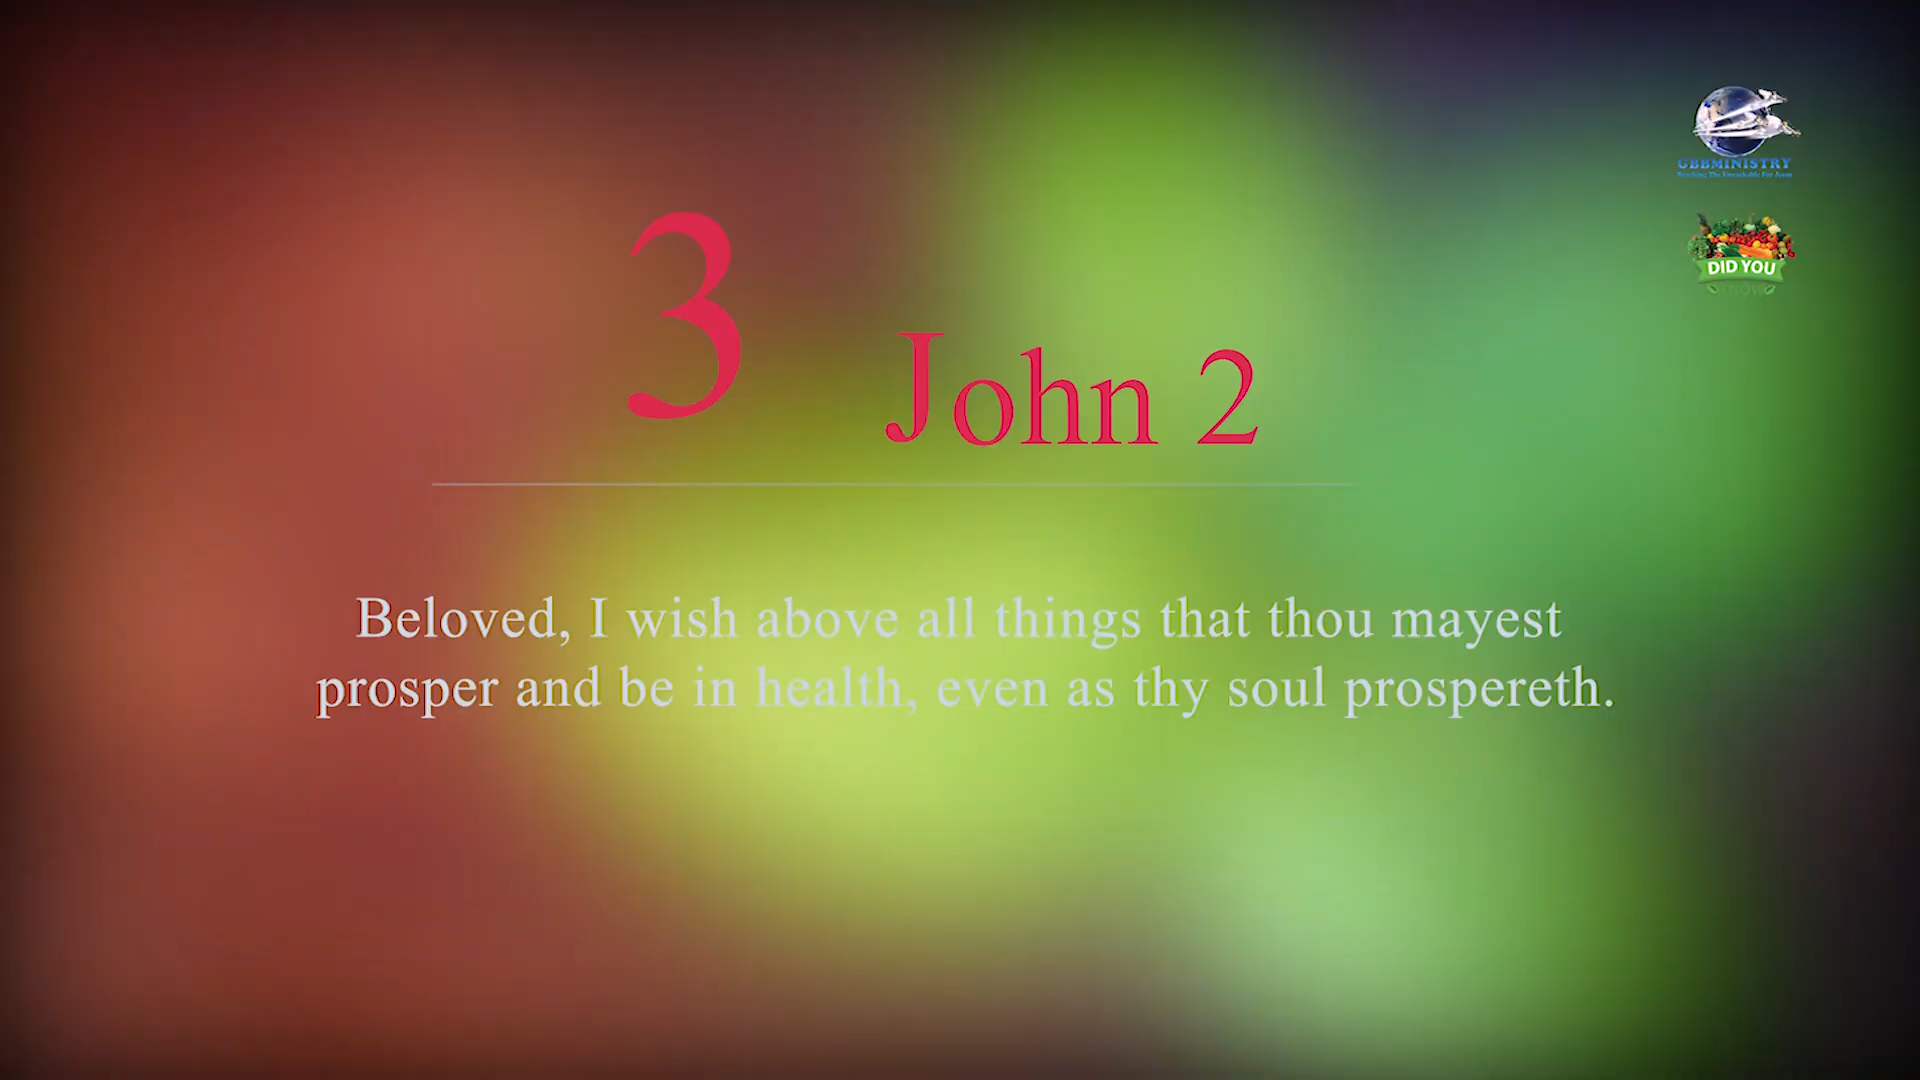 GBBMINISTRY
DID YOU
KNOW
3 John 2
Beloved, I wish above all things that thou mayest
prosper and be in health, even as thy soul prospereth.